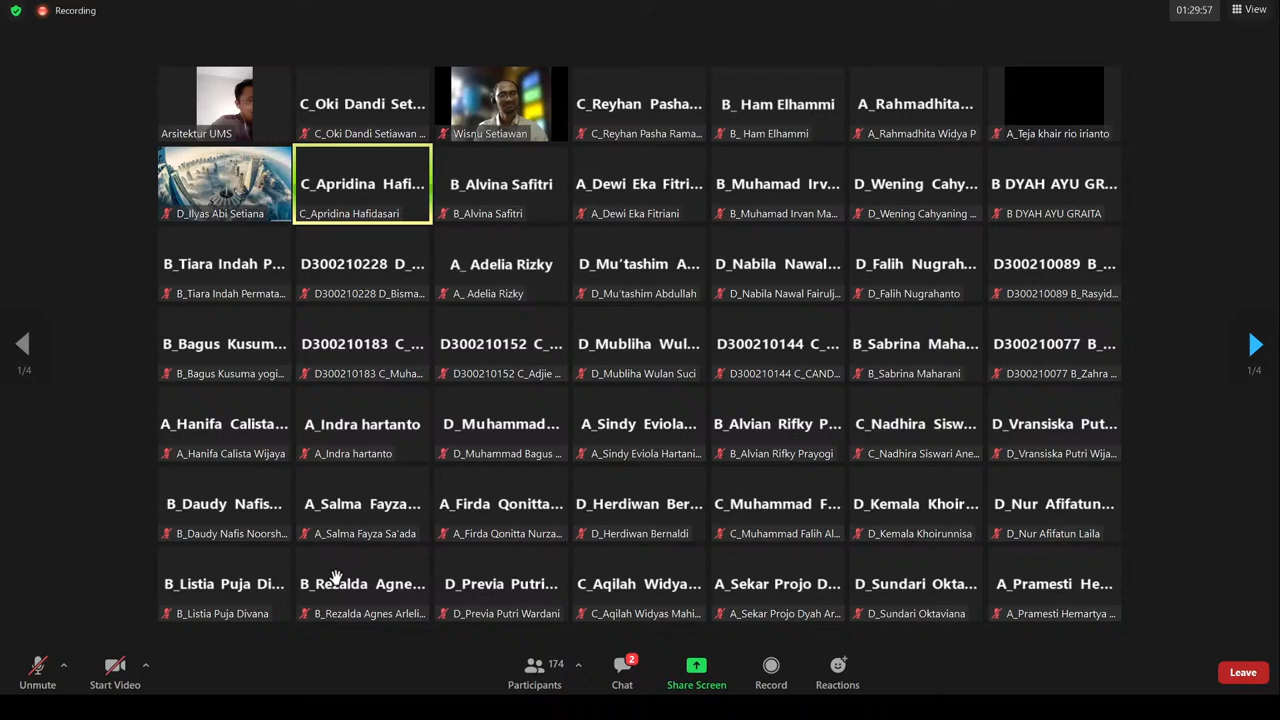 Recording
01:29:57
View
Arsitektur UMS
C_Oki Dandi Set...
C_Oki Dandi Setiawan ...
Wisnu Setiawan
C_Reyhan Pasha...
C_Reyhan Pasha Rama...
B_ Ham Elhammi
B_ Ham Elhammi
A_Rahmadhita...
A_Rahmadhita Widya P
A_Teja khair rio irianto
D_Ilyas Abi Setiana
C_Apridina Hafi...
C_Apridina Hafidasari
B_Alvina Safitri
B_Alvina Safitri
A_Dewi Eka Fitri...
A_Dewi Eka Fitriani
B_Muhamad Irv...
B_Muhamad Irvan Ma...
D_Wening Cahy...
D_Wening Cahyaning ...
B DYAH AYU GR...
B DYAH AYU GRAITA
B_Tiara Indah P...
B_Tiara Indah Permata...
D300210228 D_...
D300210228 D_Bisma...
A_ Adelia Rizky
A_ Adelia Rizky
D_Mu'tashim A...
D_Mu'tashim Abdullah
D_Nabila Nawal...
D_Nabila Nawal Fairulj...
D_Falih Nugrah...
D_Falih Nugrahanto
D300210089 B_...
D300210089 B_Rasyid...
B_Bagus Kusum...
B_Bagus Kusuma yogi...
D300210183 C_...
D300210183 C_Muha...
D300210152 C_...
D300210152 C_Adjie ...
D_Mubliha Wul...
D_Mubliha Wulan Suci
D300210144 C_...
D300210144 C_CAND...
B_Sabrina Maha...
B_Sabrina Maharani
D300210077 B_...
D300210077 B_Zahra ...
1/4
1/4
A_Hanifa Calista...
A_Hanifa Calista Wijaya
A_Indra hartanto
A_Indra hartanto
D_Muhammad...
D_Muhammad Bagus ...
A_Sindy Eviola...
A_Sindy Eviola Hartani...
B_Alvian Rifky P...
B_Alvian Rifky Prayogi
C_Nadhira Sisw...
C_Nadhira Siswari Ane...
D_Vransiska Put...
D_Vransiska Putri Wija...
B_Daudy Nafis...
B_Daudy Nafis Noorsh...
A_Salma Fayza...
A_Salma Fayza Sa'ada
A_Firda Qonitta...
A_Firda Qonitta Nurza...
D_Herdiwan Ber...
D_Herdiwan Bernaldi
C_Muhammad F...
C_Muhammad Falih Al...
D_Kemala Khoir...
D_Kemala Khoirunnisa
D_Nur Afifatun...
D_Nur Afifatun Laila
B_Listia Puja Di...
B_Listia Puja Divana
B_Rezalda Agne...
B_Rezalda Agnes Arleli...
D_Previa Putri...
D_Previa Putri Wardani
C_Aqilah Widya...
C_Aqilah Widyas Mahi...
A_Sekar Projo D...
A_Sekar Projo Dyah Ar...
D_Sundari Okta...
D_Sundari Oktaviana
A_Pramesti He...
A_Pramesti Hemartya ...
Unmute
Start Video
174
Participants
2
Chat
Share Screen
Record
Reactions
Leave